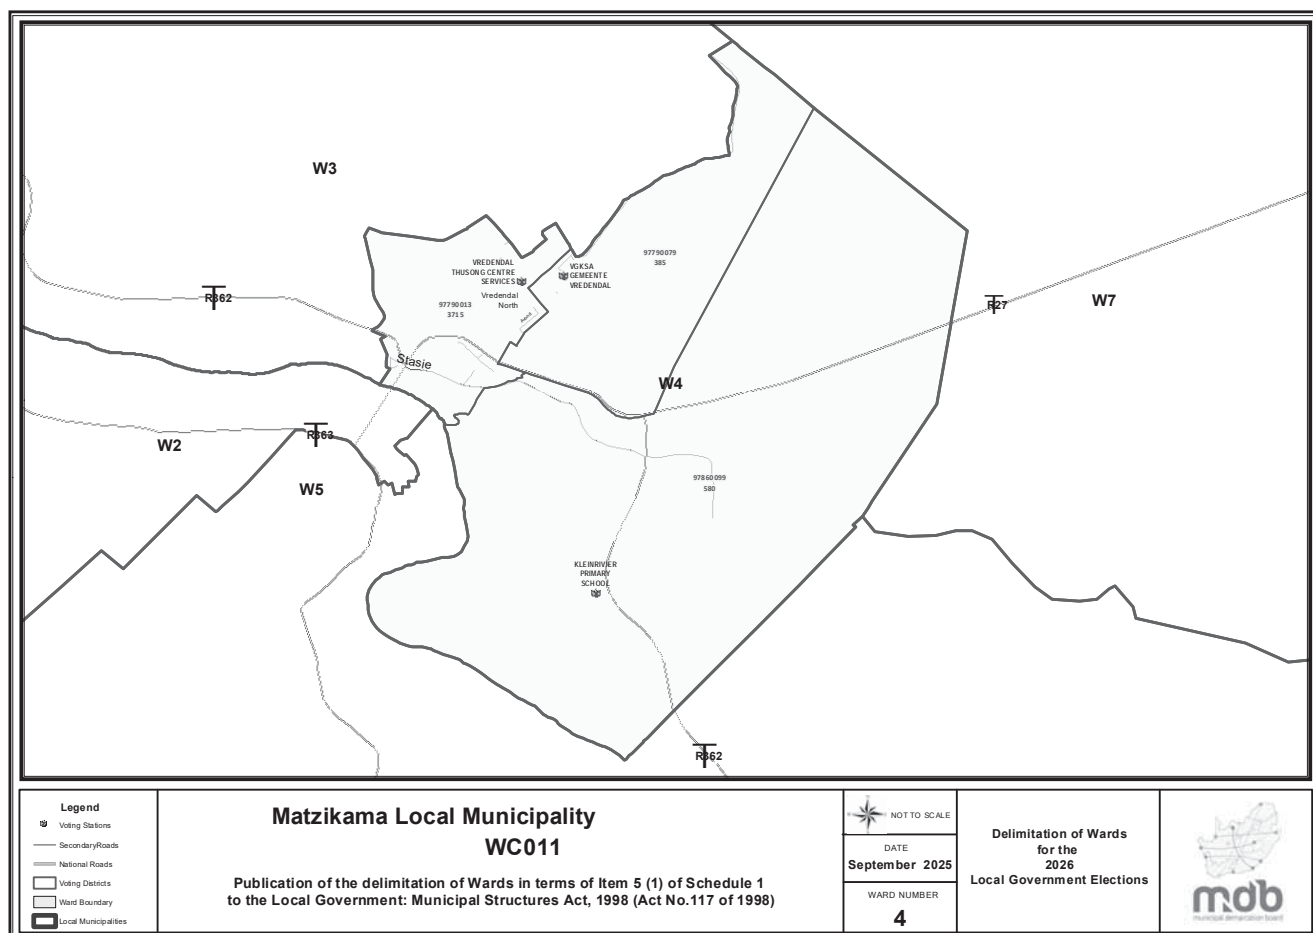 W3
VREDENDAL
THUSONG CENTRE
SERVICES
VGKSA
GEMEENTE
VREDENDAL
97790079
385
Vredendal
North
97790013
3715
R362
R27
W7
Stasie
W4
R363
W2
W5
97860099
580
KLEINRIVIER
PRIMARY
SCHOOL
R362
Legend
Voting Stations
SecondaryRoads
National Roads
Voting Districts
Ward Boundary
Local Municipalities
Matzikama Local Municipality
WC011
Publication of the delimitation of Wards in terms of Item 5 (1) of Schedule 1
to the Local Government: Municipal Structures Act, 1998 (Act No.117 of 1998)
NOT TO SCALE
DATE
September 2025
WARD NUMBER
4
Delimitation of Wards
for the
2026
Local Government Elections
mdb
municipal demarcation board